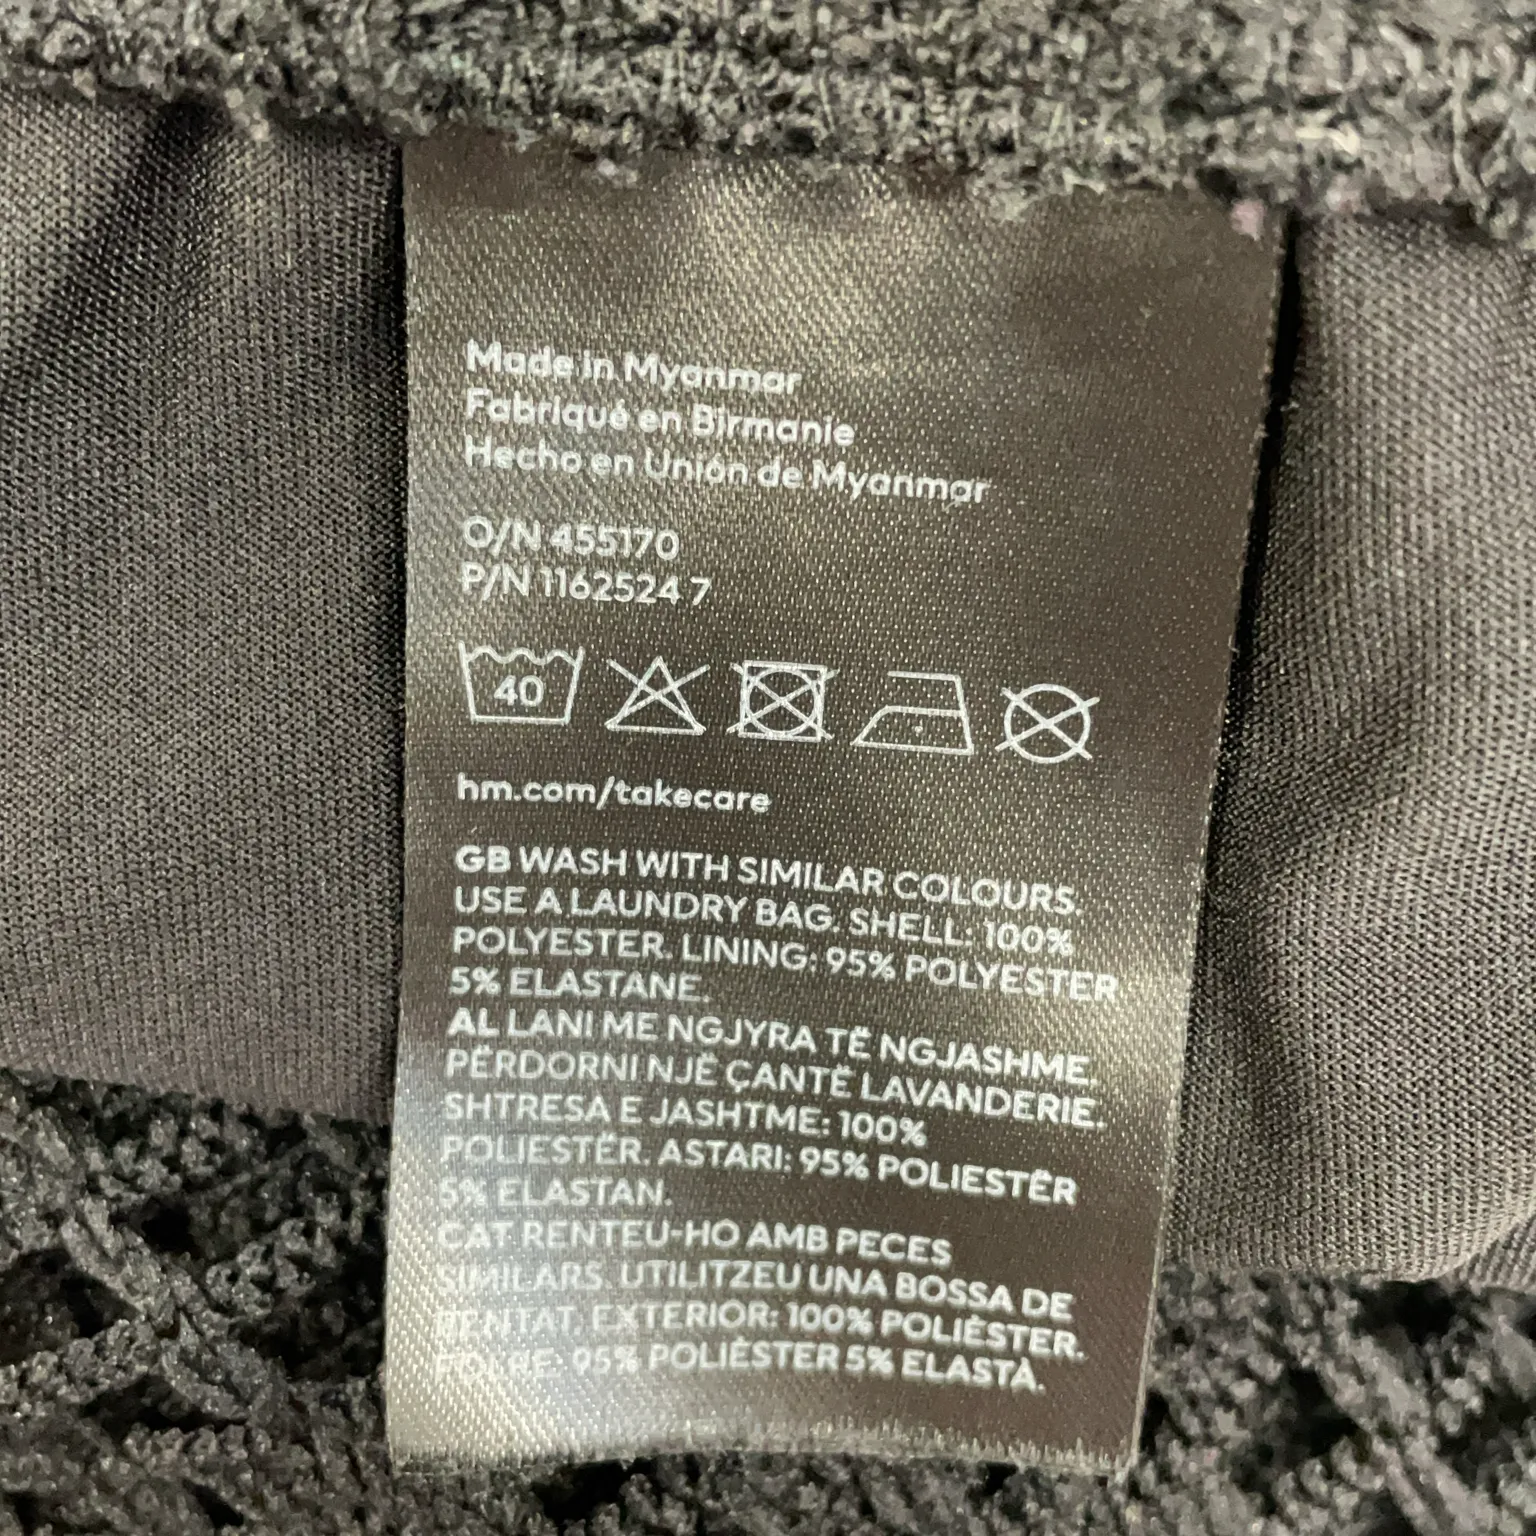 Made in Myanmar
Fabriqué en Birmanie
Hecho en Unión de Myanmar
O/N 455170
P/N 1162524 7
40
hm.com/takecare
GB WASH WITH SIMILAR COLOURS.
USE A LAUNDRY BAG. SHELL: 100%
POLYESTER. LINING: 95% POLYESTER
5% ELASTANE.
AL LANI ME NGJYRA TË NGJASHME.
PËRDORNI NJË ÇANTË LAVANDERIE.
SHTRESA E JASHTME: 100%
POLIESTËR. ASTARI: 95% POLIESTËR
5% ELASTAN.
CAT RENTEU-HO AMB PECES
SIMILARS. UTILITZEU UNA BOSSA DE
RENTAT. EXTERIOR: 100% POLIÈSTER.
FOLRE: 95% POLIÈSTER 5% ELASTÀ.